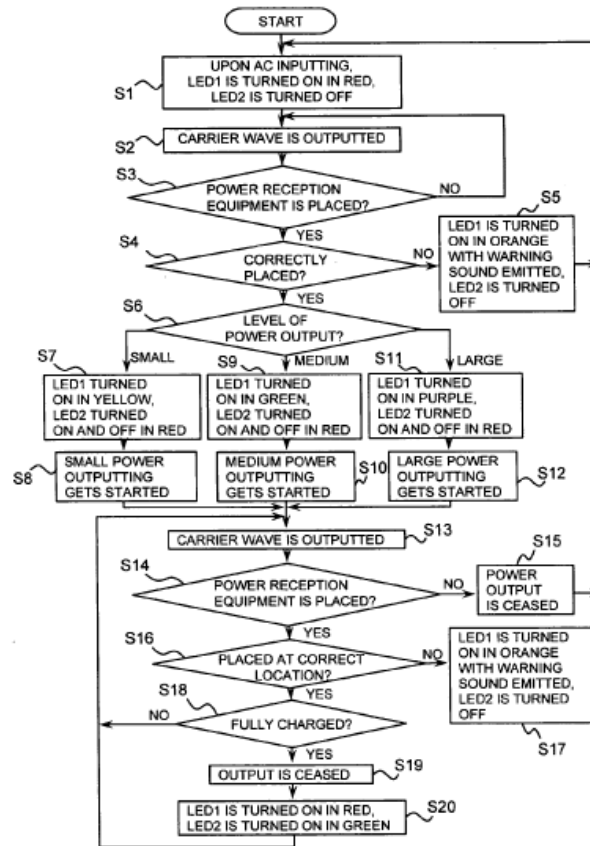 START
S1
UPON AC INPUTTING,
LED1 IS TURNED ON IN RED,
LED2 IS TURNED OFF
S2
CARRIER WAVE IS OUTPUTTED
S3
POWER RECEPTION
EQUIPMENT IS PLACED?
NO
YES
S4
CORRECTLY
PLACED?
NO
YES
S5
LED1 IS TURNED
ON IN ORANGE
WITH WARNING
SOUND EMITTED,
LED2 IS TURNED
OFF
S6
LEVEL OF
POWER OUTPUT?
SMALL
MEDIUM
LARGE
S7
LED1 TURNED
ON IN YELLOW,
LED2 TURNED
ON AND OFF IN RED
S9
LED1 TURNED
ON IN GREEN,
LED2 TURNED
ON AND OFF IN RED
S11
LED1 TURNED
ON IN PURPLE,
LED2 TURNED
ON AND OFF IN RED
S8
SMALL POWER
OUTPUTTING
GETS STARTED
S10
MEDIUM POWER
OUTPUTTING
GETS STARTED
S12
LARGE POWER
OUTPUTTING
GETS STARTED
S13
CARRIER WAVE IS OUTPUTTED
S14
POWER RECEPTION
EQUIPMENT IS PLACED?
NO
YES
S15
POWER
OUTPUT
IS CEASED
S16
PLACED AT CORRECT
LOCATION?
NO
YES
LED1 IS TURNED
ON IN ORANGE
WITH WARNING
SOUND EMITTED,
LED2 IS TURNED
OFF
S17
S18
FULLY CHARGED?
NO
YES
S19
OUTPUT IS CEASED
S20
LED1 IS TURNED ON IN RED,
LED2 IS TURNED ON IN GREEN